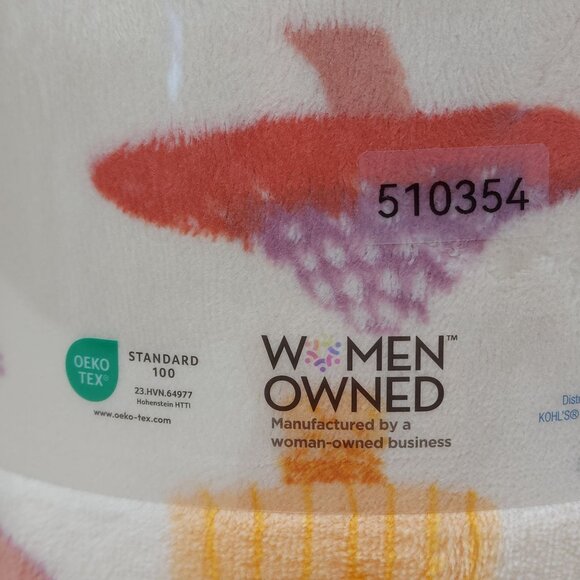 510354
OEKO
TEX®
STANDARD
100
23.HVN.64977
Hohenstein HTTI
www.oeko-tex.com
WOMEN™
OWNED
Manufactured by a
woman-owned business
KOHL'S®